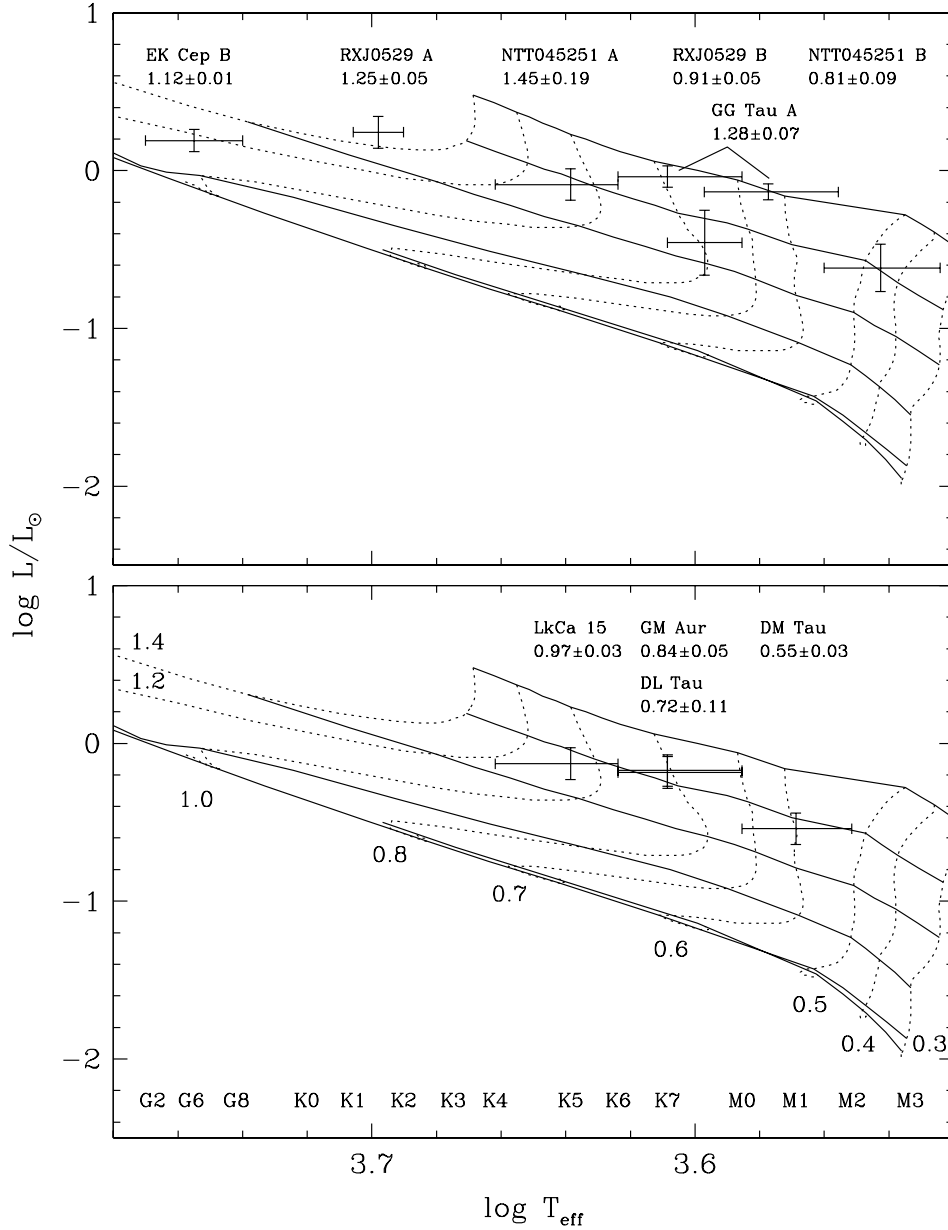 1
EK Cep B RXJ0529 A NTT045251 A RXJ0529 B NTT045251 B
1.12±0.01 1.25±0.05 1.45±0.19 0.91±0.05 0.81±0.09
GG Tau A
1.28±0.07
0
−1
−2
log L/L⊙
1
1.4
1.2
LkCa 15 GM Aur DM Tau
0.97±0.03 0.84±0.05 0.55±0.03
DL Tau
0.72±0.11
0
1.0
0.8
0.7
−1
0.6
0.5
0.4 0.3
−2
G2 G6 G8 K0 K1 K2 K3 K4 K5 K6 K7 M0 M1 M2 M3
3.7 3.6
log T_eff